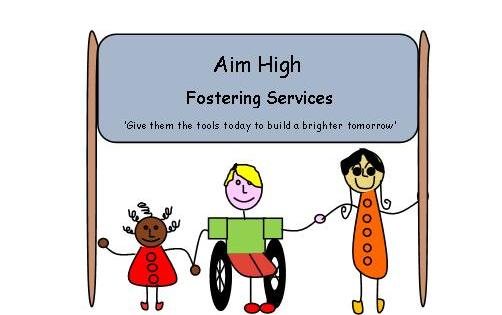 Aim High
Fostering Services
'Give them the tools today to build a brighter tomorrow'